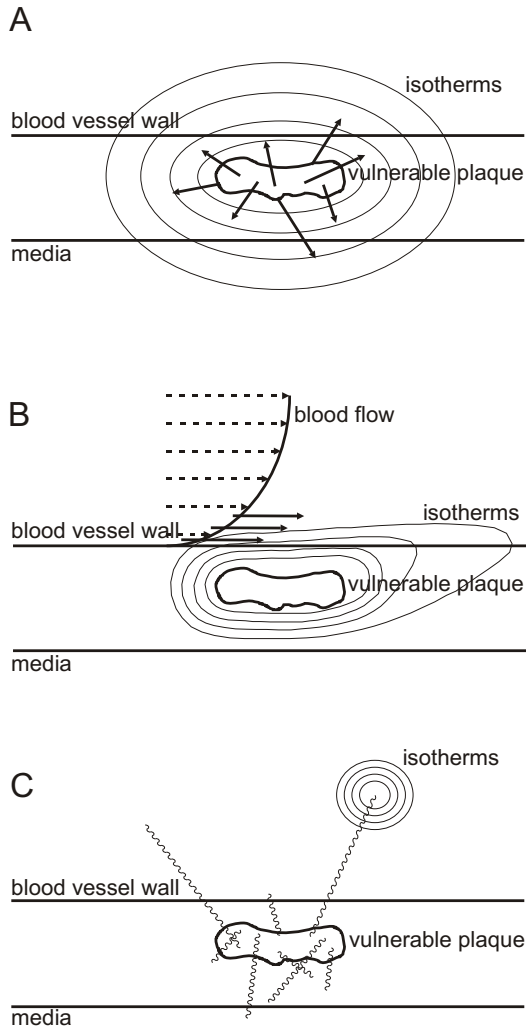 A
isotherms
blood vessel wall
vulnerable plaque
media
B
blood flow
isotherms
blood vessel wall
vulnerable plaque
media
isotherms
C
blood vessel wall
vulnerable plaque
media